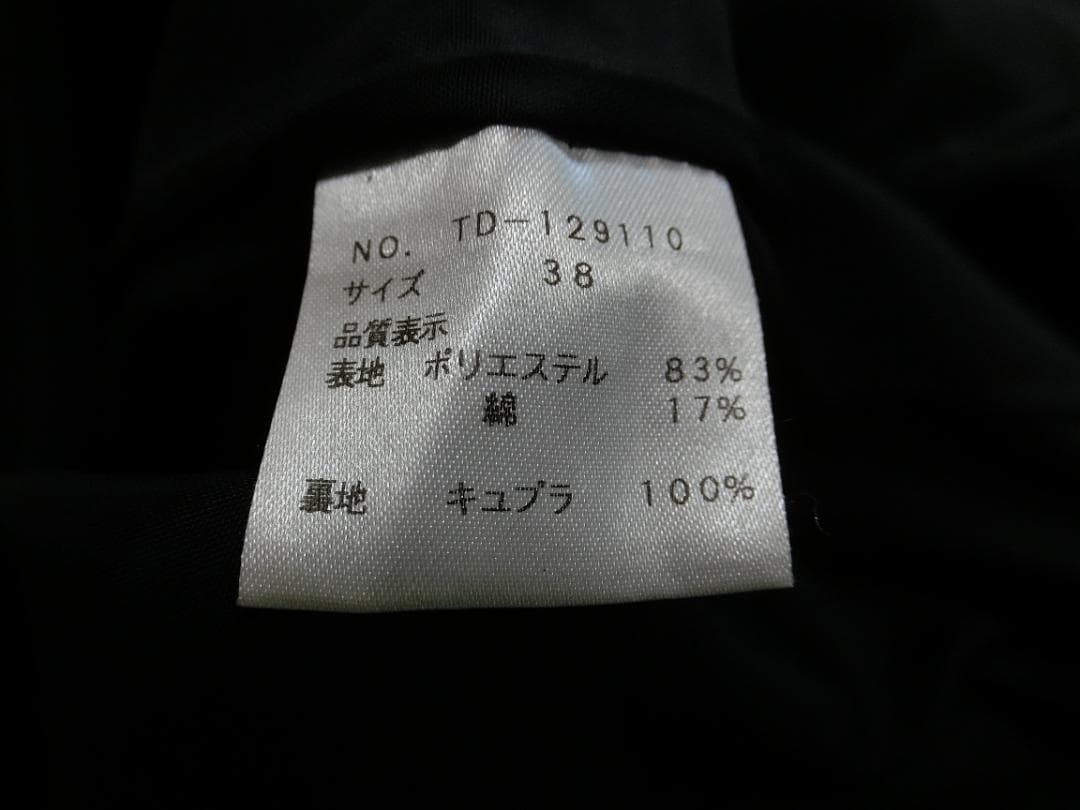 NO. TD-129110
サイズ 38
品質表示
表地 ポリエステル 83%
綿 17%
裏地 キュプラ 100%